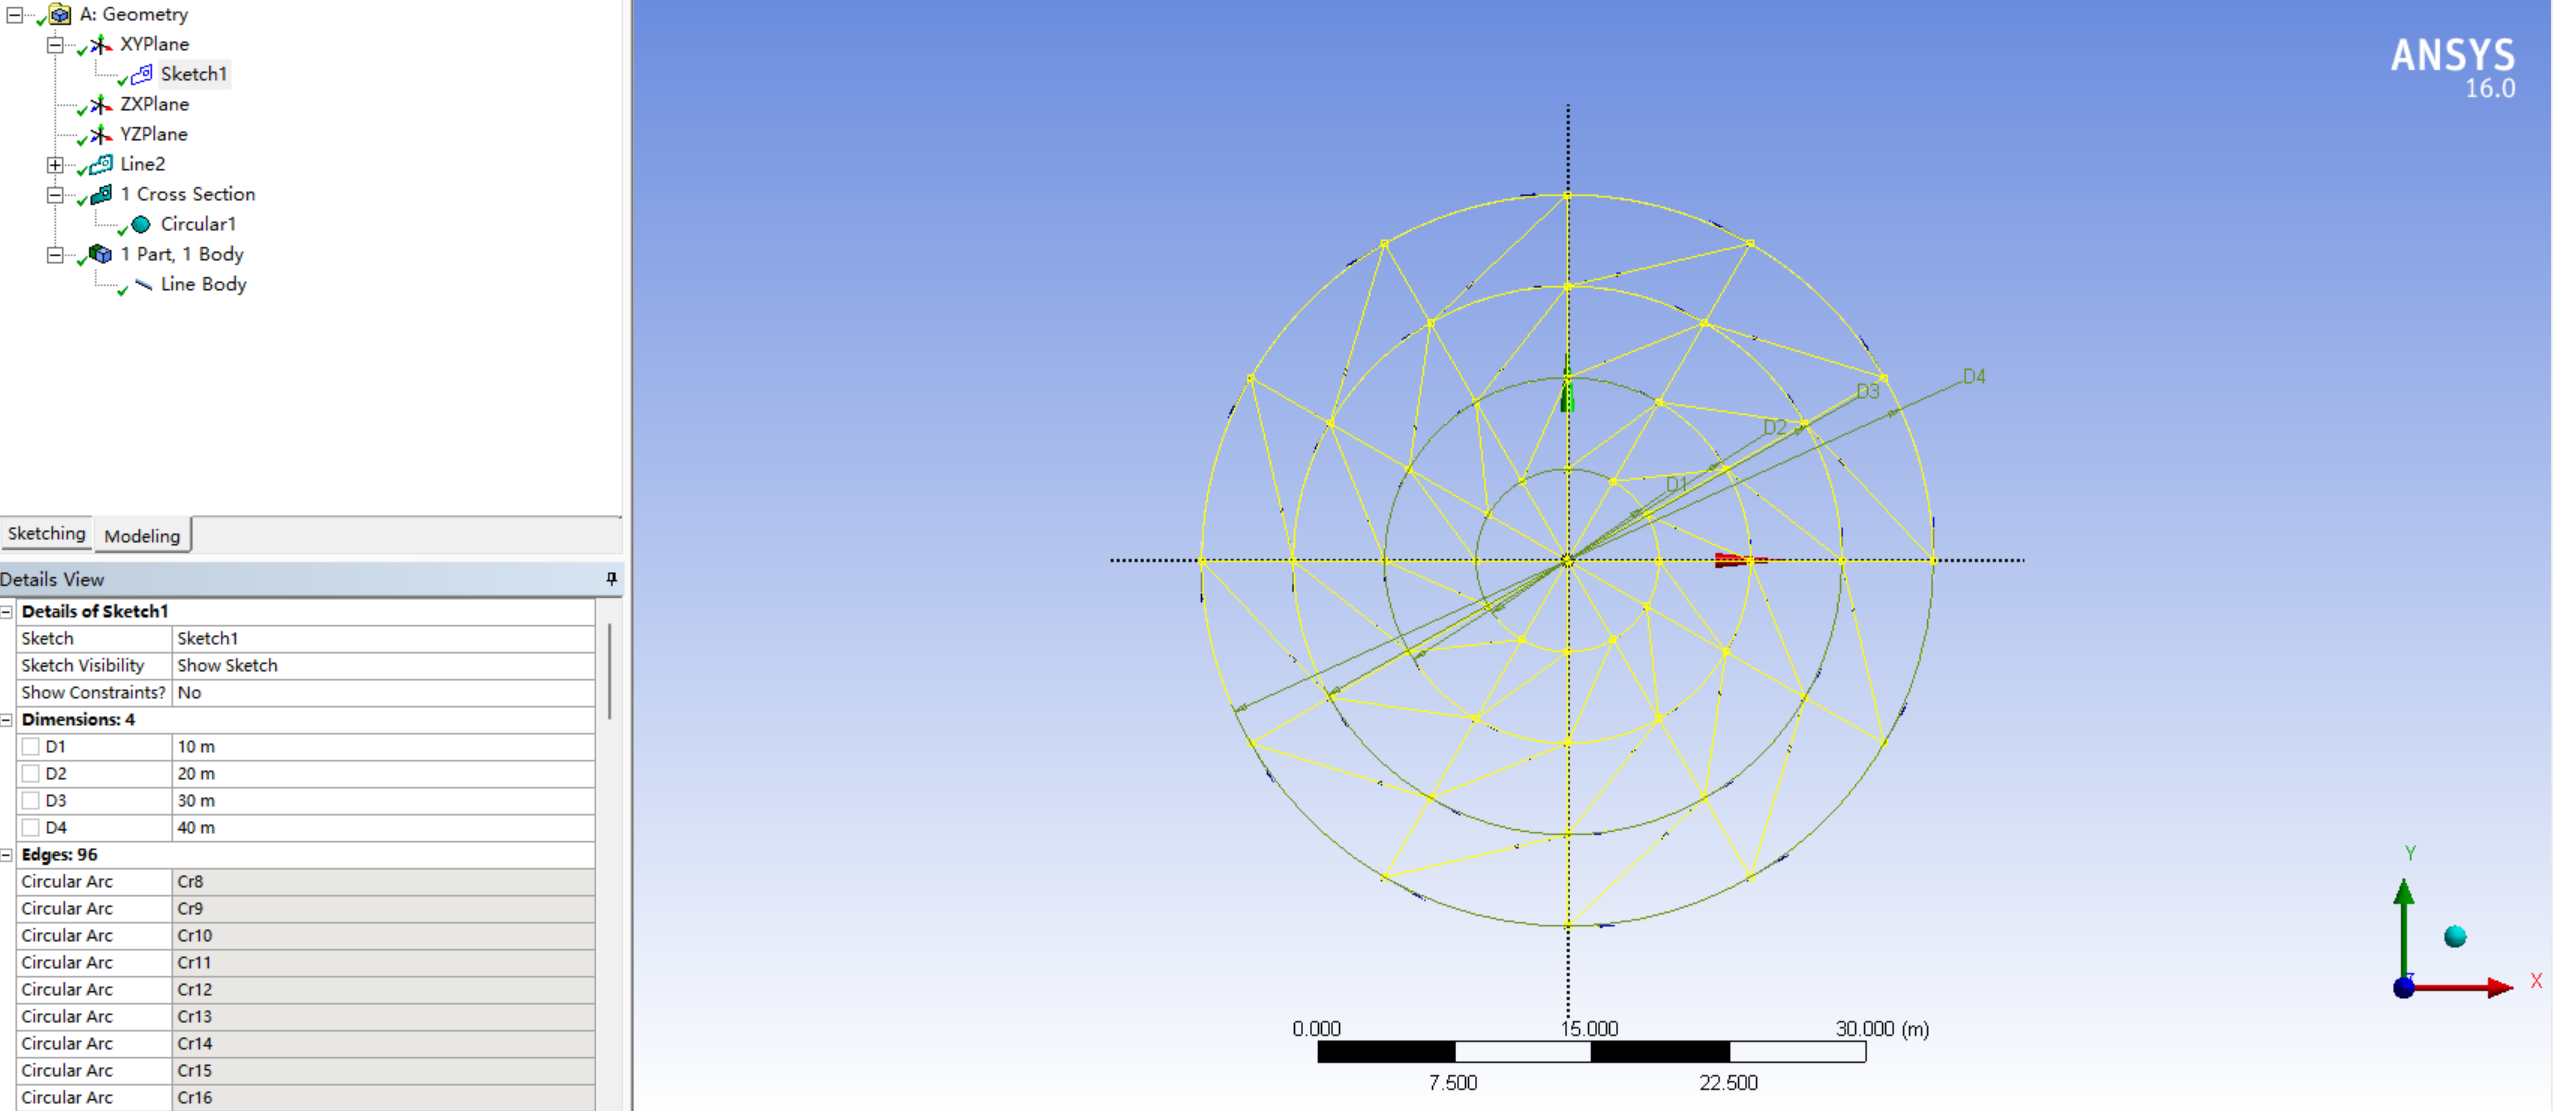 A: Geometry
XYPlane
Sketch1
ZXPlane
YZPlane
Line2
1 Cross Section
Circular1
1 Part, 1 Body
Line Body
Sketching Modeling
Details View
Details of Sketch1
Sketch Sketch1
Sketch Visibility Show Sketch
Show Constraints? No
Dimensions: 4
D1 10 m
D2 20 m
D3 30 m
D4 40 m
Edges: 96
Circular Arc Cr8
Circular Arc Cr9
Circular Arc Cr10
Circular Arc Cr11
Circular Arc Cr12
Circular Arc Cr13
Circular Arc Cr14
Circular Arc Cr15
Circular Arc Cr16
ANSYS
16.0
D4
D3
D2
D1
Y
X
0.000 15.000 30.000 (m)
7.500 22.500